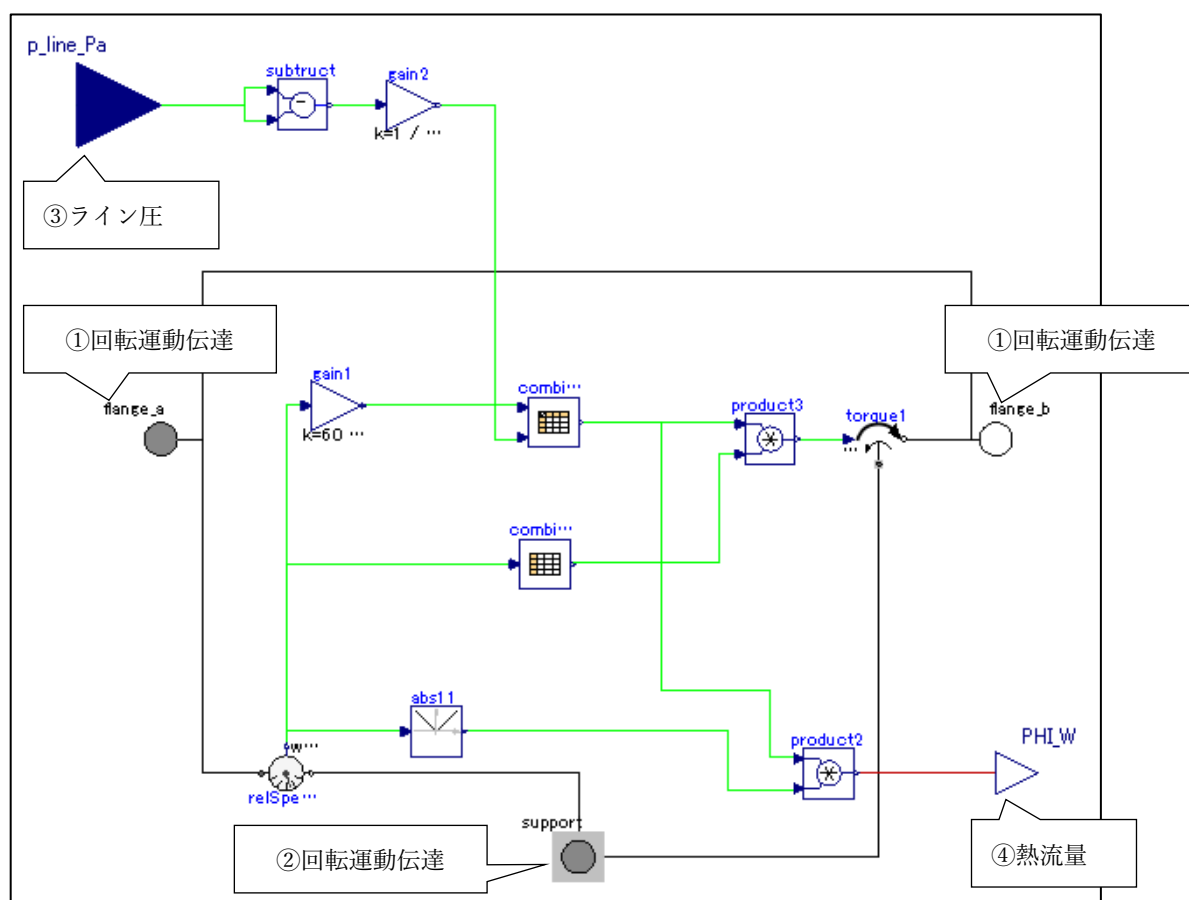 p_line_Pa
subtruct
gain2
k=1 / …
③ライン圧
①回転運動伝達
①回転運動伝達
flange_a
gain1
k=60 …
combi…
product3
torque1
…
flange_b
combi…
abs11
w…
relSpe…
product2
PHI_W
support
②回転運動伝達
④熱流量